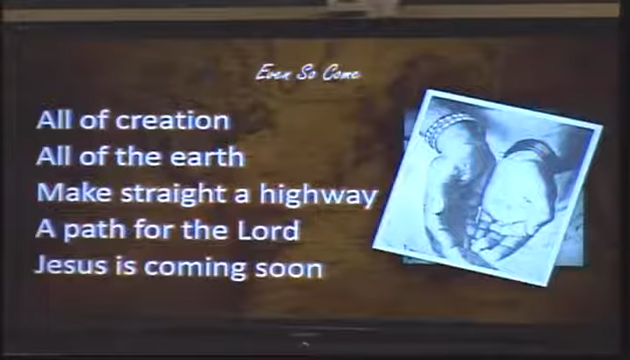 Even So Come
All of creation
All of the earth
Make straight a highway
A path for the Lord
Jesus is coming soon